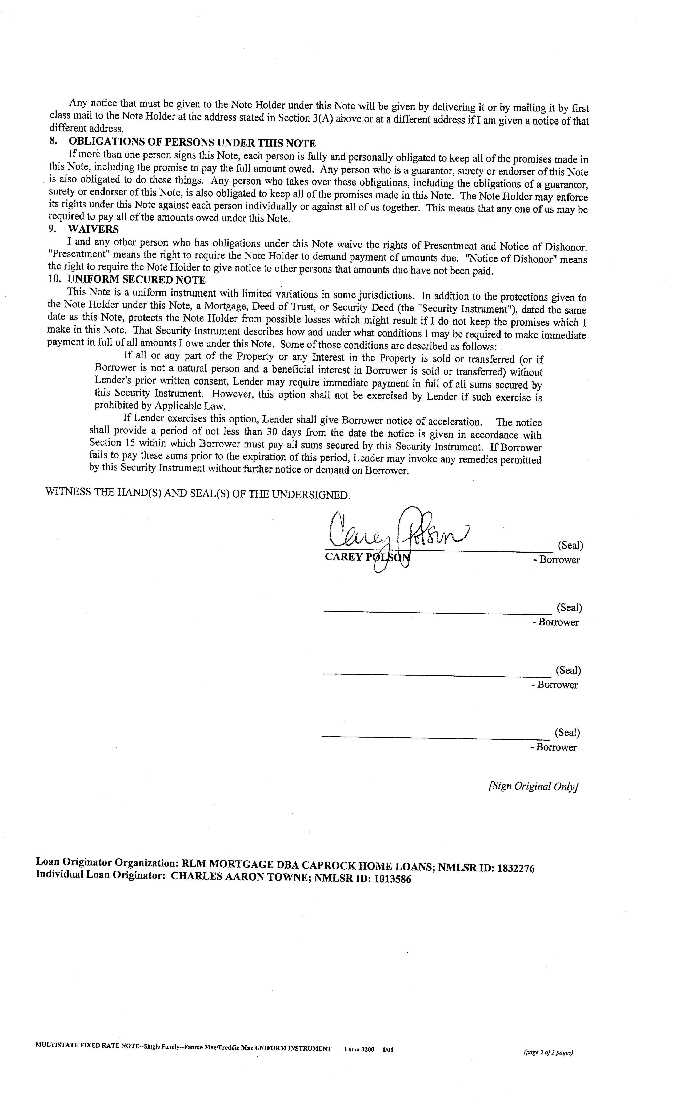 Any notice that must be given to the Note Holder under this Note will be given by delivering it or by mailing it by first
class mail to the Note Holder at the address stated in Section 3(A) above or at a different address if I am given a notice of that
different address.
8. OBLIGATIONS OF PERSONS UNDER THIS NOTE
If more than one person signs this Note, each person is fully and personally obligated to keep all of the promises made in
this Note, including the promise to pay the full amount owed. Any person who is a guarantor, surety or endorser of this Note
is also obligated to do these things. Any person who takes over these obligations, including the obligations of a guarantor,
surety or endorser of this Note, is also obligated to keep all of the promises made in this Note. The Note Holder may enforce
its rights under this Note against each person individually or against all of us together. This means that any one of us may be
required to pay all of the amounts owed under this Note.
9. WAIVERS
I and any other person who has obligations under this Note waive the rights of Presentment and Notice of Dishonor.
"Presentment" means the right to require the Note Holder to demand payment of amounts due. "Notice of Dishonor" means
the right to require the Note Holder to give notice to other persons that amounts due have not been paid.
10. UNIFORM SECURED NOTE
This Note is a uniform instrument with limited variations in some jurisdictions. In addition to the protections given to
the Note Holder under this Note, a Mortgage, Deed of Trust, or Security Deed (the "Security Instrument"), dated the same
date as this Note, protects the Note Holder from possible losses which might result if I do not keep the promises which I
make in this Note. That Security Instrument describes how and under what conditions I may be required to make immediate
payment in full of all amounts I owe under this Note. Some of those conditions are described as follows:
If all or any part of the Property or any Interest in the Property is sold or transferred (or if
Borrower is not a natural person and a beneficial interest in Borrower is sold or transferred) without
Lender's prior written consent, Lender may require immediate payment in full of all sums secured by
this Security Instrument. However, this option shall not be exercised by Lender if such exercise is
prohibited by Applicable Law.
If Lender exercises this option, Lender shall give Borrower notice of acceleration. The notice
shall provide a period of not less than 30 days from the date the notice is given in accordance with
Section 15 within which Borrower must pay all sums secured by this Security Instrument. If Borrower
fails to pay these sums prior to the expiration of this period, Lender may invoke any remedies permitted
by this Security Instrument without further notice or demand on Borrower.
WITNESS THE HAND(S) AND SEAL(S) OF THE UNDERSIGNED.
Carey Polson
(Seal)
CAREY POLSON - Borrower
(Seal)
- Borrower
(Seal)
- Borrower
(Seal)
- Borrower
[Sign Original Only]
Loan Originator Organization: RLM MORTGAGE DBA CAPROCK HOME LOANS; NMLSR ID: 1832276
Individual Loan Originator: CHARLES AARON TOWNE; NMLSR ID: 1013586
MULTISTATE FIXED RATE NOTE--Single Family--Fannie Mae/Freddie Mac UNIFORM INSTRUMENT Form 3200 1/01
(page 2 of 2 pages)